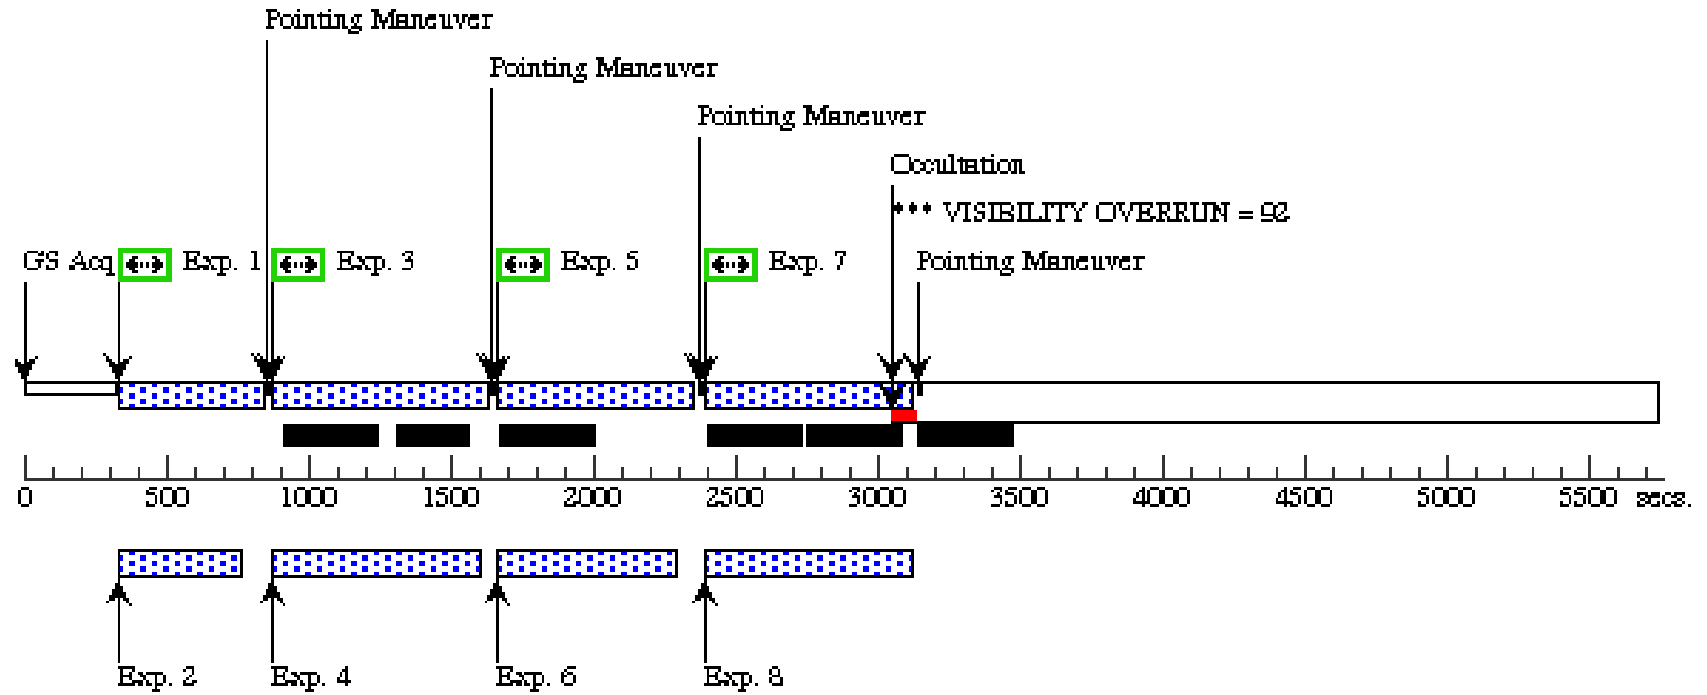 Pointing Maneuver
Pointing Maneuver
Pointing Maneuver
Occultation
*** VISIBILITY OVERRUN = 92
GS Acq Exp. 1 Exp. 3 Exp. 5 Exp. 7 Pointing Maneuver
0 500 1000 1500 2000 2500 3000 3500 4000 4500 5000 5500 secs.
Exp. 2 Exp. 4 Exp. 6 Exp. 8